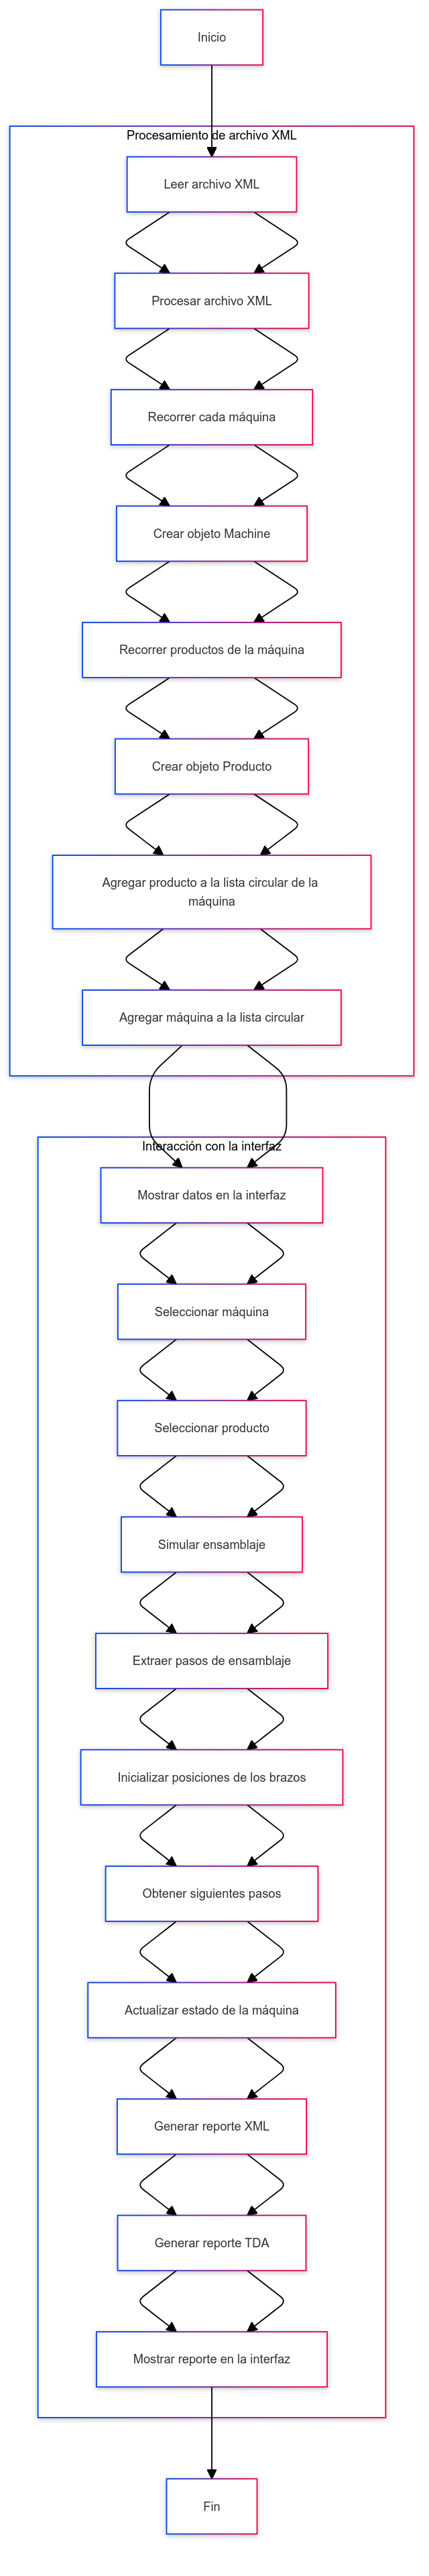 Inicio
Procesamiento de archivo XML
Leer archivo XML
Procesar archivo XML
Recorrer cada máquina
Crear objeto Machine
Recorrer productos de la máquina
Crear objeto Producto
Agregar producto a la lista circular de la
máquina
Agregar máquina a la lista circular
Interacción con la interfaz
Mostrar datos en la interfaz
Seleccionar máquina
Seleccionar producto
Simular ensamblaje
Extraer pasos de ensamblaje
Inicializar posiciones de los brazos
Obtener siguientes pasos
Actualizar estado de la máquina
Generar reporte XML
Generar reporte TDA
Mostrar reporte en la interfaz
Fin